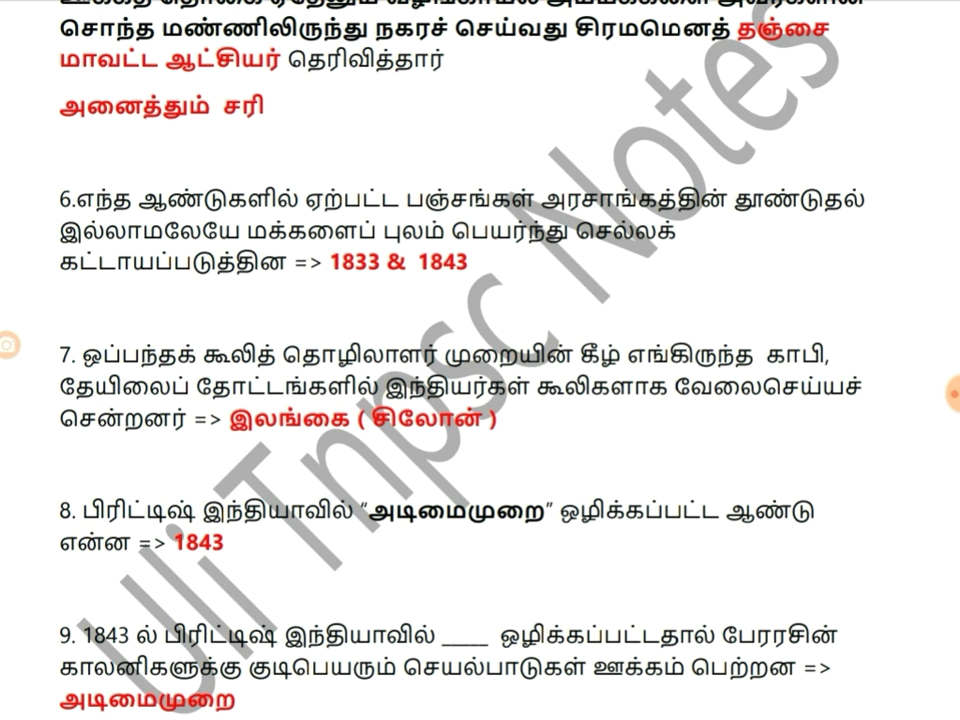 சொந்த மண்ணிலிருந்து நகரச் செய்வது சிரமமெனத் தஞ்சை
மாவட்ட ஆட்சியர் தெரிவித்தார்
அனைத்தும் சரி
6.எந்த ஆண்டுகளில் ஏற்பட்ட பஞ்சங்கள் அரசாங்கத்தின் தூண்டுதல்
இல்லாமலேயே மக்களைப் புலம் பெயர்ந்து செல்லக்
கட்டாயப்படுத்தின => 1833 & 1843
7. ஒப்பந்தக் கூலித் தொழிலாளர் முறையின் கீழ் எங்கிருந்த காபி,
தேயிலைப் தோட்டங்களில் இந்தியர்கள் கூலிகளாக வேலைசெய்யச்
சென்றனர் => இலங்கை ( சிலோன் )
8. பிரிட்டிஷ் இந்தியாவில் “அடிமைமுறை” ஒழிக்கப்பட்ட ஆண்டு
என்ன => 1843
9. 1843 ல் பிரிட்டிஷ் இந்தியாவில் _____ ஒழிக்கப்பட்டதால் பேரரசின்
காலனிகளுக்கு குடிபெயரும் செயல்பாடுகள் ஊக்கம் பெற்றன =>
அடிமைமுறை
Uli Tnpsc Notes